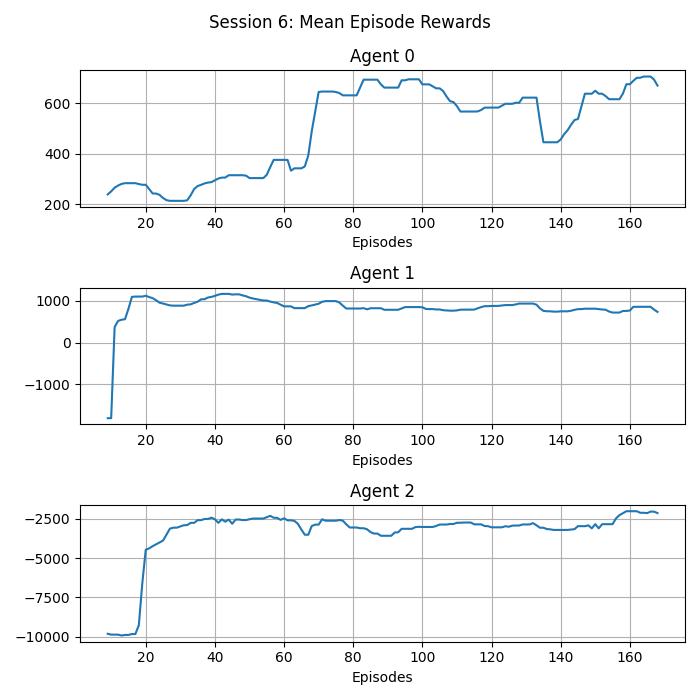 Session 6: Mean Episode Rewards
Agent 0
600
400
200
20 40 60 80 100 120 140 160
Episodes
Agent 1
1000
0
−1000
20 40 60 80 100 120 140 160
Episodes
Agent 2
−2500
−5000
−7500
−10000
20 40 60 80 100 120 140 160
Episodes